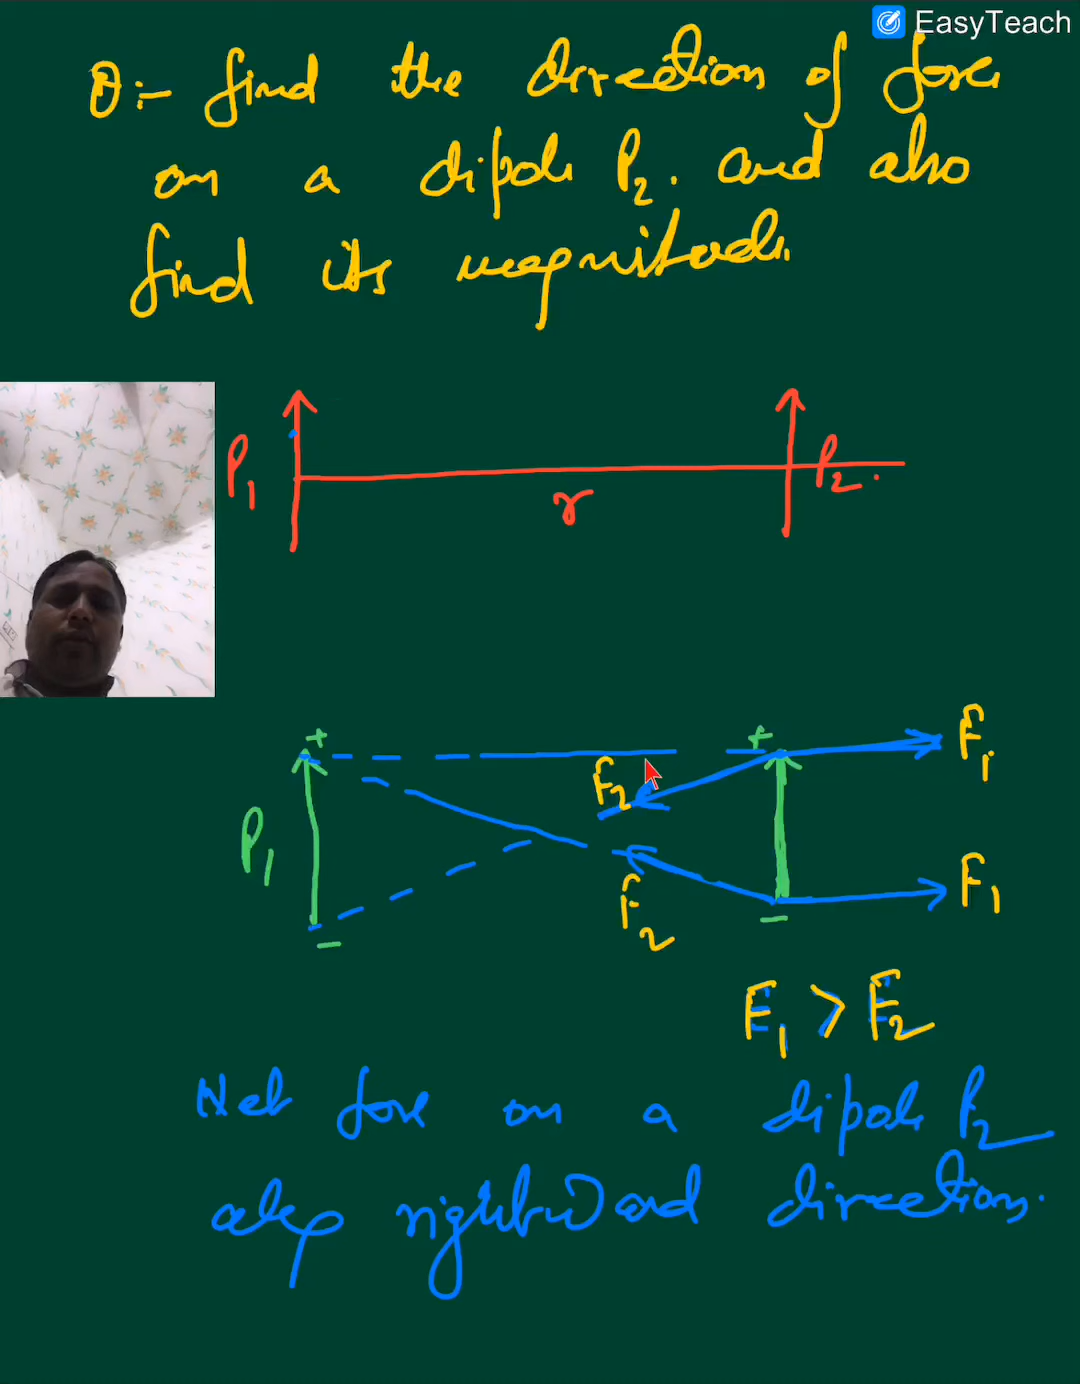 EasyTeach
Q:- find the direction of force
on a dipole P₂. and also
find its magnitude.
P₁
r
P₂.
+
+
F₁
F₂
P₁
F₂
F₁
-
-
F₁ > F₂
Net force on a dipole P₂
along rightward direction.